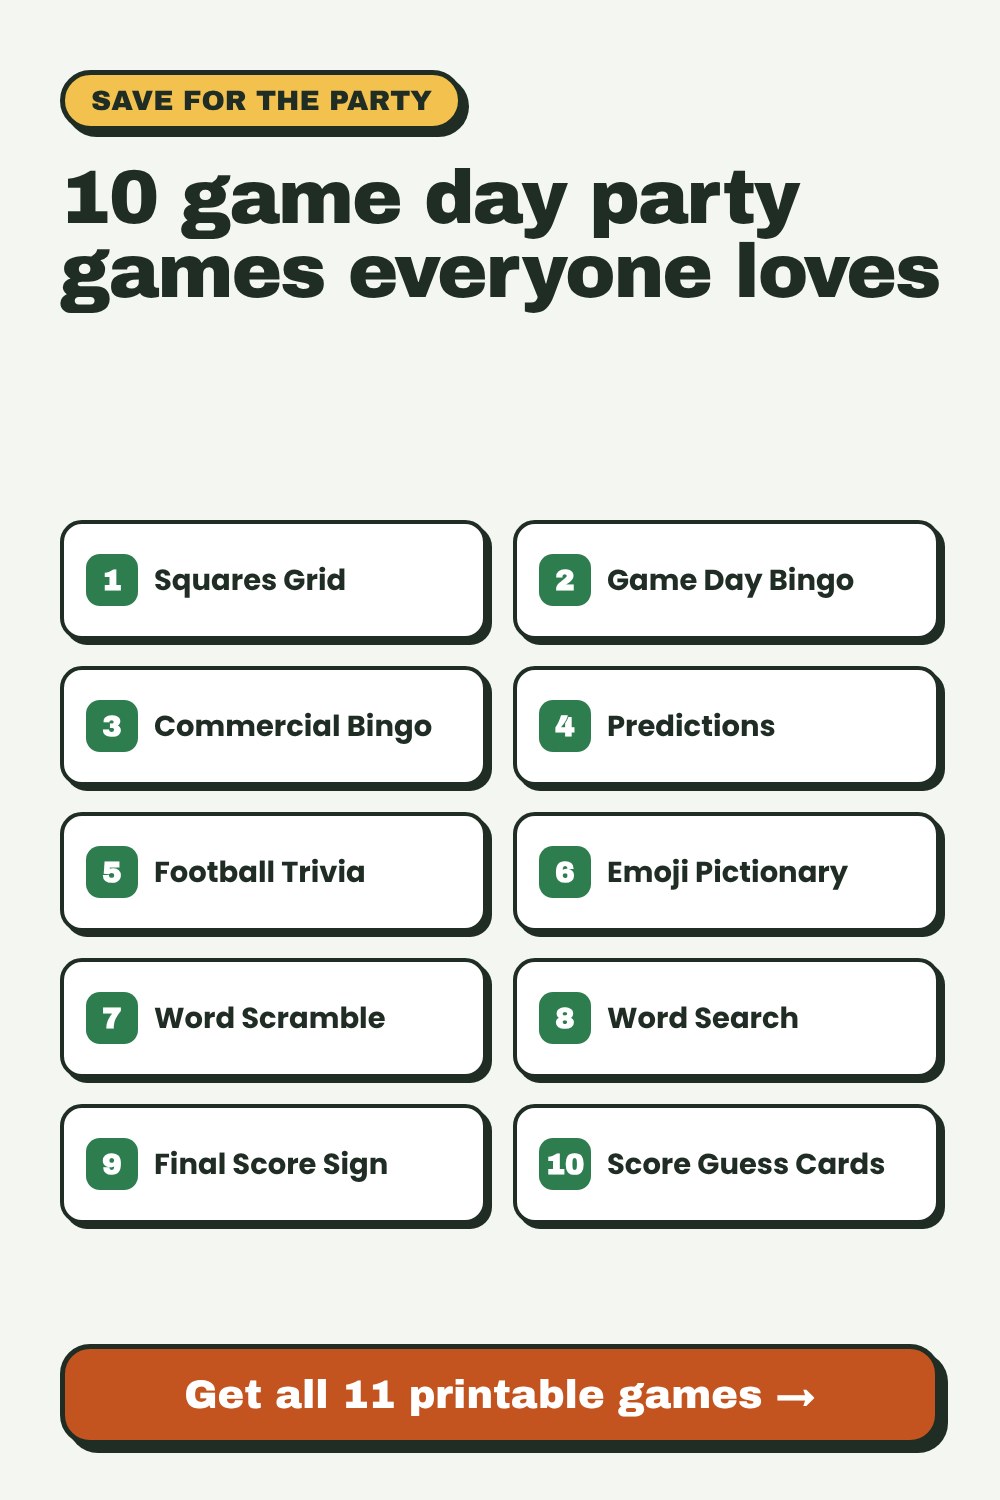 SAVE FOR THE PARTY
10 game day party
games everyone loves
1 Squares Grid
2 Game Day Bingo
3 Commercial Bingo
4 Predictions
5 Football Trivia
6 Emoji Pictionary
7 Word Scramble
8 Word Search
9 Final Score Sign
10 Score Guess Cards
Get all 11 printable games →